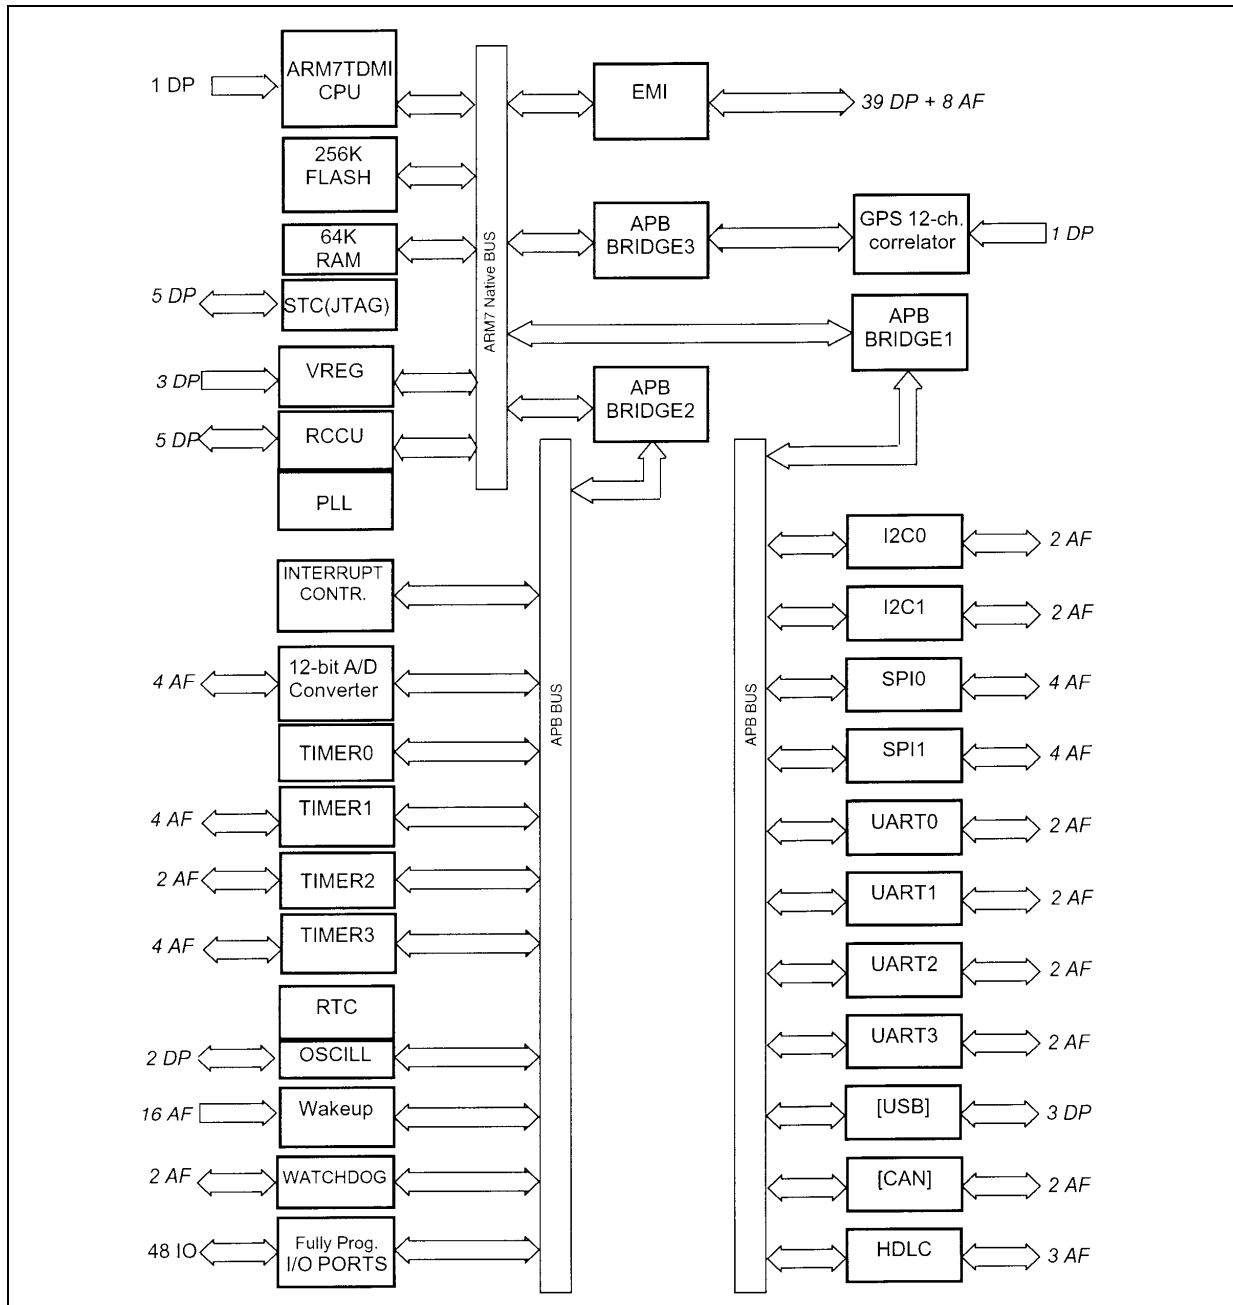 1 DP
ARM7TDMI
CPU
256K
FLASH
64K
RAM
5 DP
STC(JTAG)
3 DP
VREG
5 DP
RCCU
PLL
ARM7 Native BUS
EMI
39 DP + 8 AF
APB
BRIDGE3
GPS 12-ch.
correlator
1 DP
APB
BRIDGE1
APB
BRIDGE2
INTERRUPT
CONTR.
4 AF
12-bit A/D
Converter
TIMER0
4 AF
TIMER1
2 AF
TIMER2
4 AF
TIMER3
RTC
2 DP
OSCILL
16 AF
Wakeup
2 AF
WATCHDOG
48 IO
Fully Prog.
I/O PORTS
APB BUS
APB BUS
I2C0
2 AF
I2C1
2 AF
SPI0
4 AF
SPI1
4 AF
UART0
2 AF
UART1
2 AF
UART2
2 AF
UART3
2 AF
[USB]
3 DP
[CAN]
2 AF
HDLC
3 AF